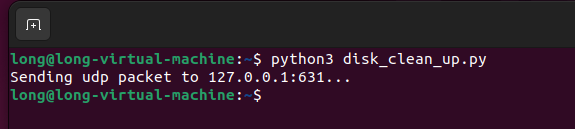 long@long-virtual-machine:~$ python3 disk_clean_up.py
Sending udp packet to 127.0.0.1:631...
long@long-virtual-machine:~$